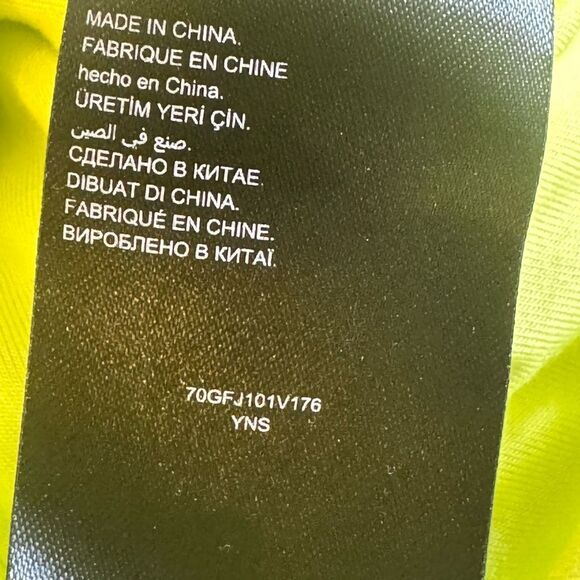 MADE IN CHINA.
FABRIQUE EN CHINE
hecho en China.
ÜRETİM YERİ ÇİN.
صنع في الصين.
СДЕЛАНО В КИТАЕ.
DIBUAT DI CHINA.
FABRIQUÉ EN CHINE.
ВИРОБЛЕНО В КИТАЇ.
70GFJ101V176
YNS